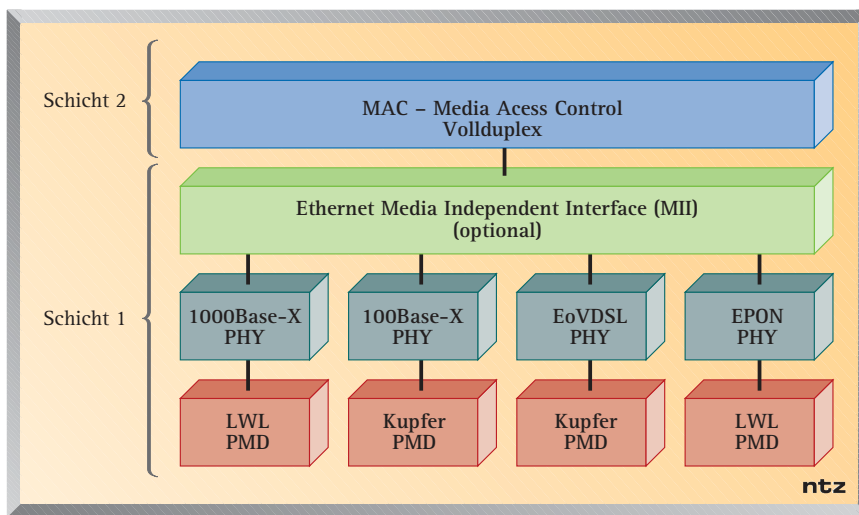 Schicht 2
MAC – Media Acess Control
Vollduplex
Ethernet Media Independent Interface (MII)
(optional)
Schicht 1
1000Base-X
PHY
100Base-X
PHY
EoVDSL
PHY
EPON
PHY
LWL
PMD
Kupfer
PMD
Kupfer
PMD
LWL
PMD
ntz